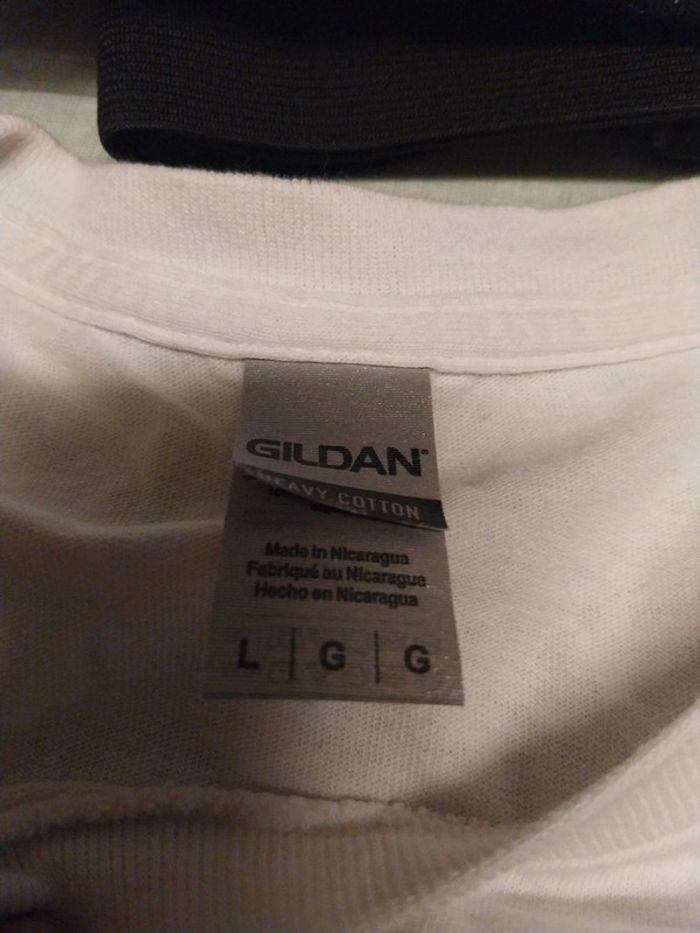 GILDAN
HEAVY COTTON
Made in Nicaragua
Fabriqué au Nicaragua
Hecho en Nicaragua
L | G | G